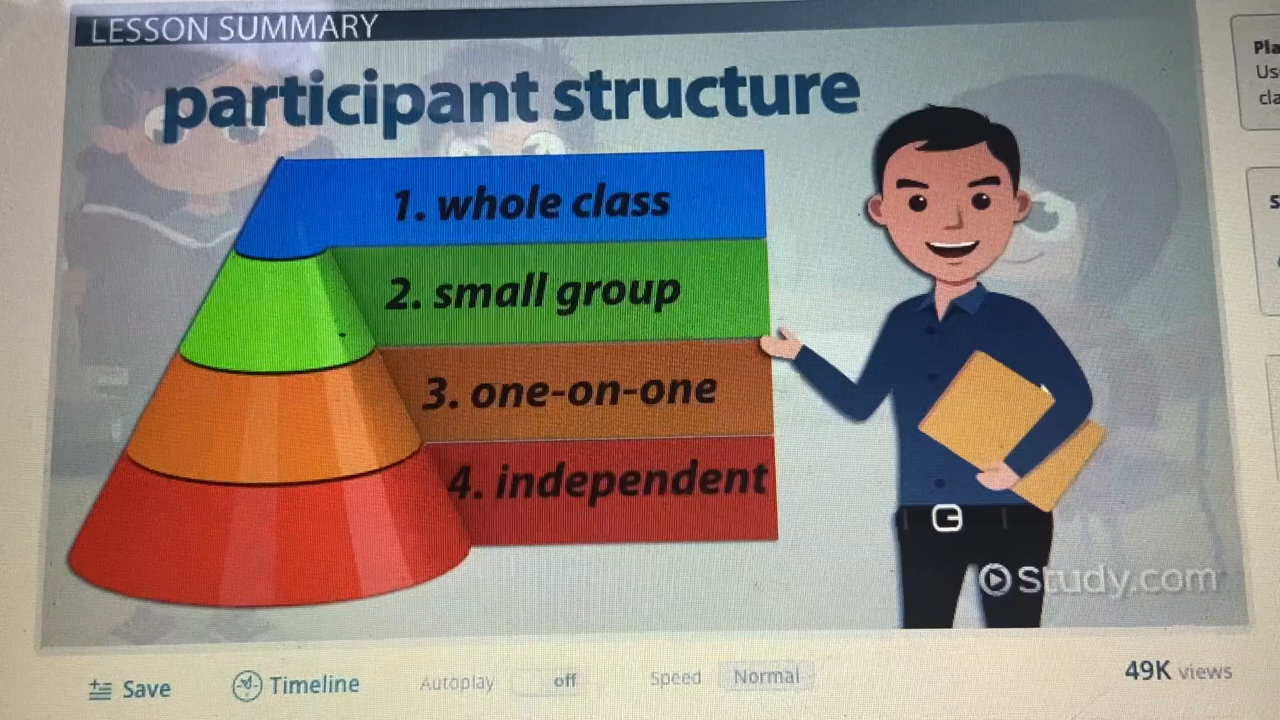 LESSON SUMMARY
participant structure
1. whole class
2. small group
3. one-on-one
4. independent
Study.com
Save
Timeline
Autoplay off
Speed Normal
49K views